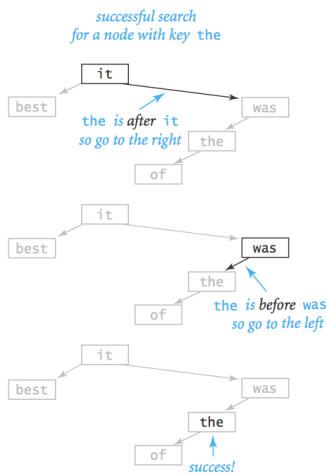 successful search
for a node with key the
it
best
was
the is after it
so go to the right
the
of
it
best
was
the
the is before was
of
so go to the left
it
best
was
the
of
success!